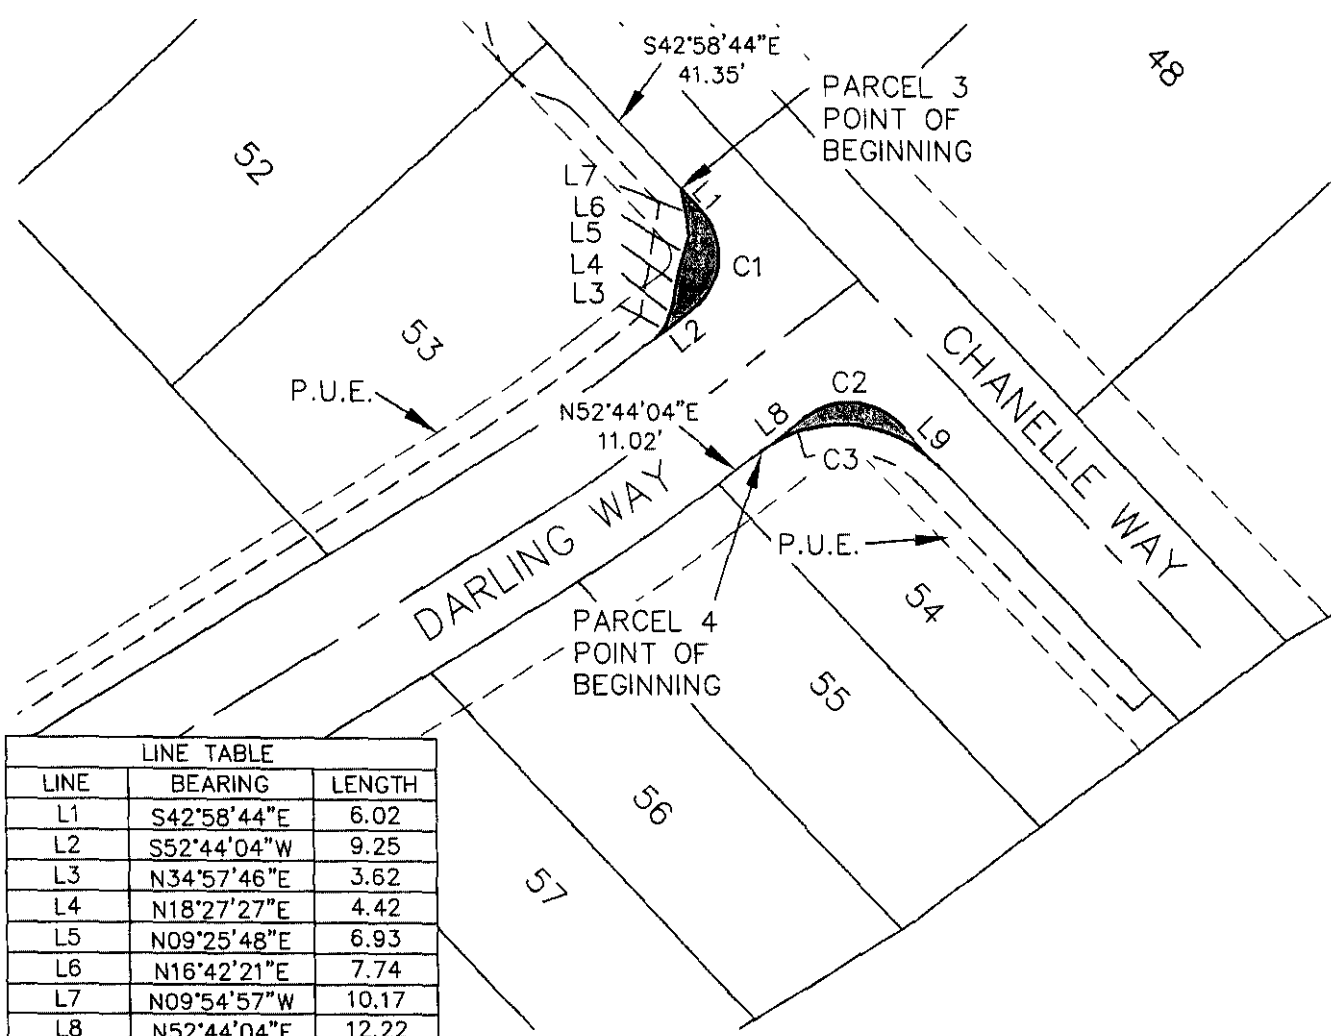 S42°58'44"E
41.35'
48
PARCEL 3
POINT OF
BEGINNING
52
L7
L6
L5
L4
L3
L1
C1
L2
53
P.U.E.
CHANELLE WAY
C2
N52°44'04"E
11.02'
L8
L9
C3
DARLING WAY
P.U.E.
54
PARCEL 4
POINT OF
BEGINNING
55
56
57
LINE TABLE
LINE BEARING LENGTH
L1 S42°58'44"E 6.02
L2 S52°44'04"W 9.25
L3 N34°57'46"E 3.62
L4 N18°27'27"E 4.42
L5 N09°25'48"E 6.93
L6 N16°42'21"E 7.74
L7 N09°54'57"W 10.17
L8 N52°44'04"E 12.22